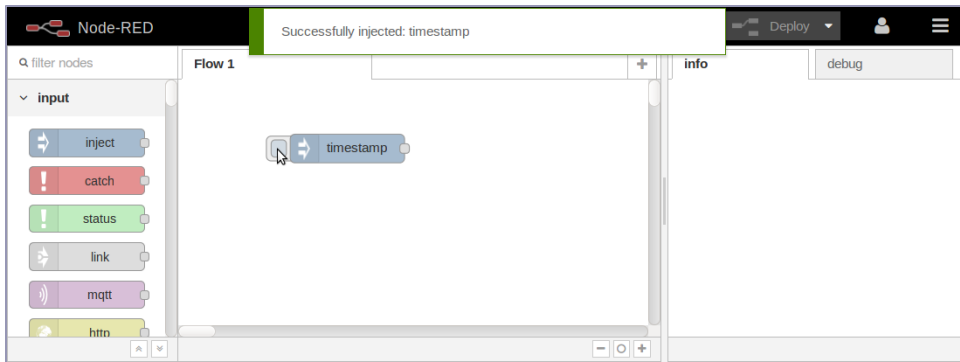 Node-RED
Successfully injected: timestamp
Deploy
filter nodes
Flow 1
info
debug
input
inject
timestamp
catch
status
link
mqtt
http